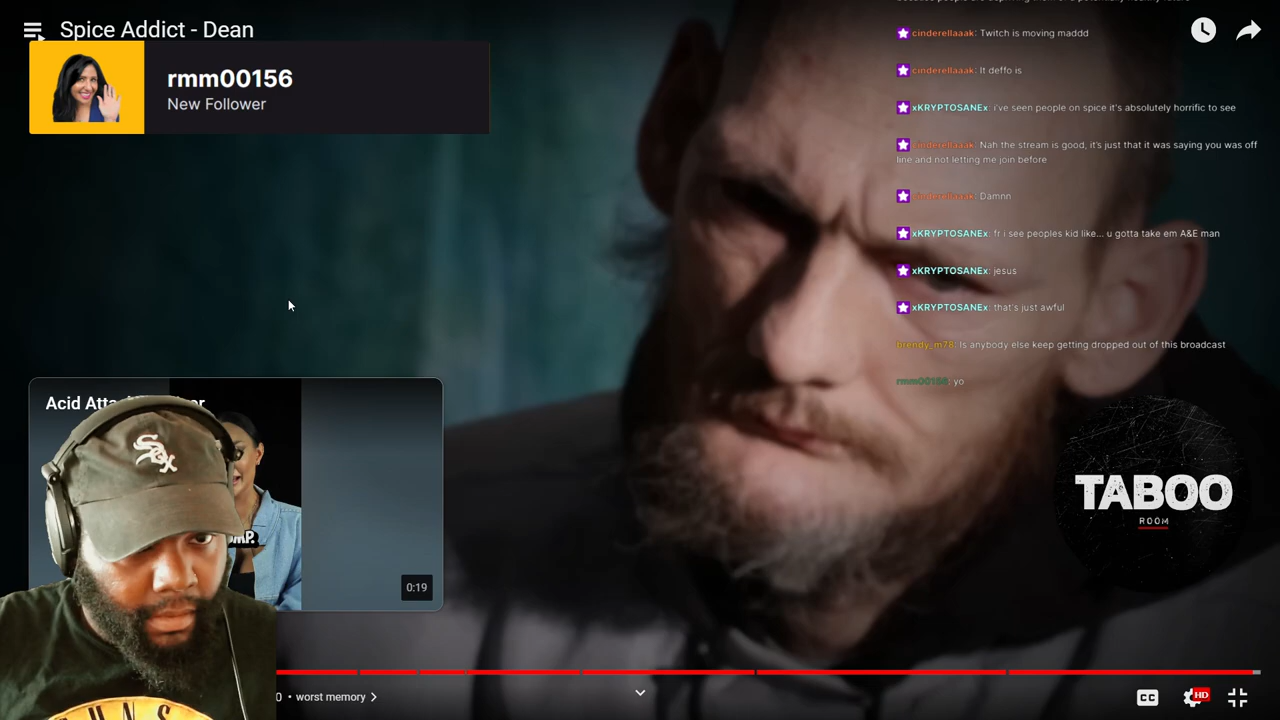 Spice Addict - Dean
rmm00156
New Follower
cinderellaaak: Twitch is moving maddd
cinderellaaak: It deffo is
xKRYPTOSANEx: i've seen people on spice it's absolutely horrific to see
cinderellaaak: Nah the stream is good, it's just that it was saying you was off
line and not letting me join before
cinderellaaak: Damnn
xKRYPTOSANEx: fr i see peoples kid like... u gotta take em A&E man
xKRYPTOSANEx: jesus
xKRYPTOSANEx: that's just awful
brendy_m78: Is anybody else keep getting dropped out of this broadcast
rmm00156: yo
Acid
Sox
0:19
TABOO
ROOM
0 • worst memory >
CC
HD